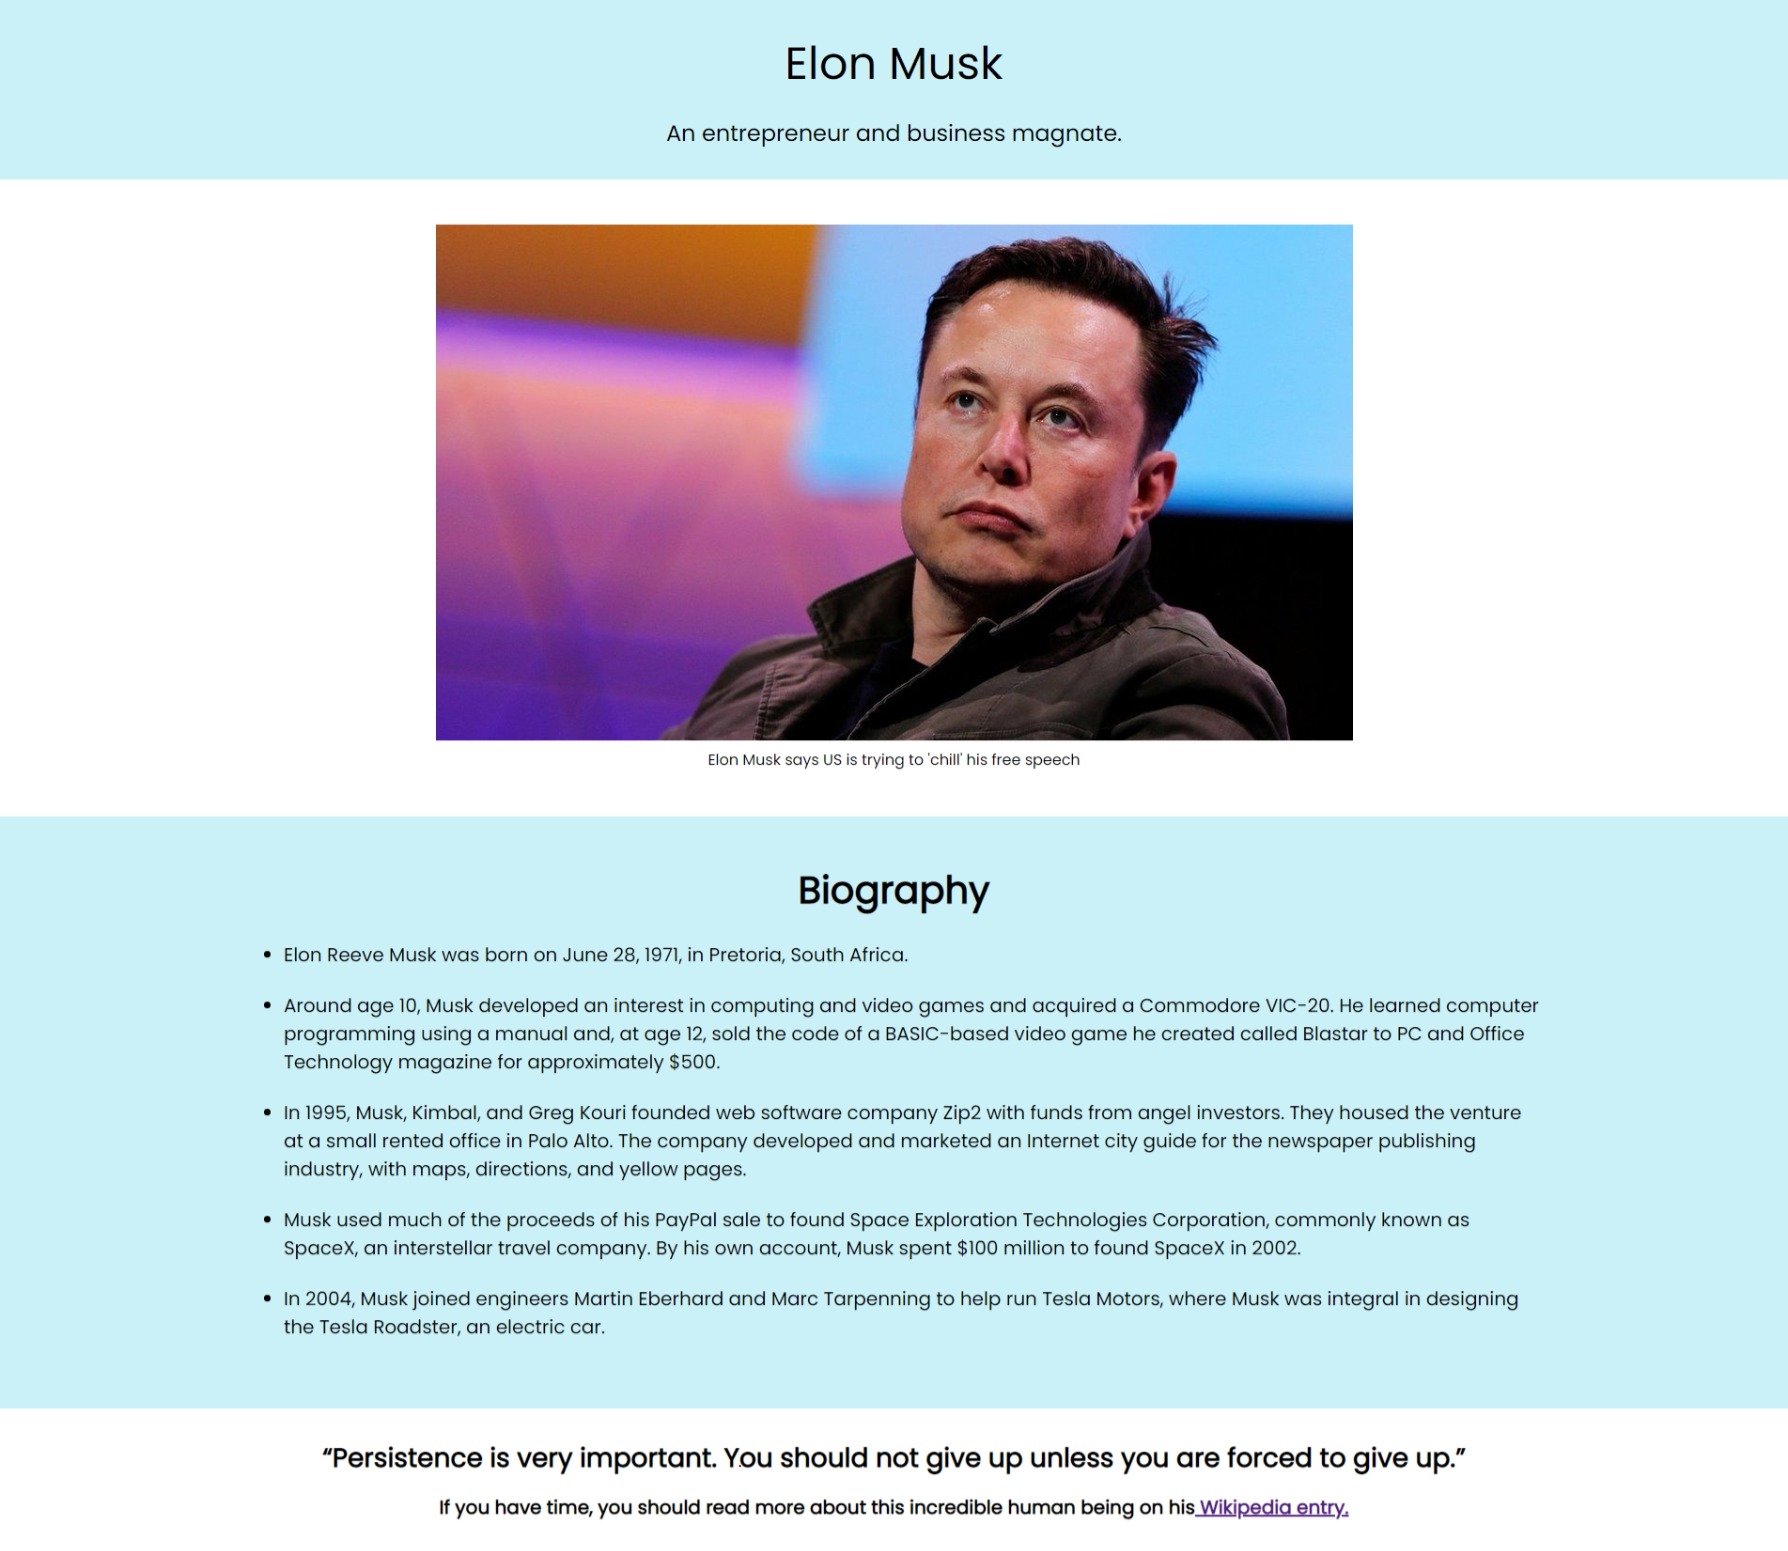 Elon Musk
An entrepreneur and business magnate.
Elon Musk says US is trying to 'chill' his free speech
Biography
• Elon Reeve Musk was born on June 28, 1971, in Pretoria, South Africa.
• Around age 10, Musk developed an interest in computing and video games and acquired a Commodore VIC-20. He learned computer
programming using a manual and, at age 12, sold the code of a BASIC-based video game he created called Blastar to PC and Office
Technology magazine for approximately $500.
• In 1995, Musk, Kimbal, and Greg Kouri founded web software company Zip2 with funds from angel investors. They housed the venture
at a small rented office in Palo Alto. The company developed and marketed an Internet city guide for the newspaper publishing
industry, with maps, directions, and yellow pages.
• Musk used much of the proceeds of his PayPal sale to found Space Exploration Technologies Corporation, commonly known as
SpaceX, an interstellar travel company. By his own account, Musk spent $100 million to found SpaceX in 2002.
• In 2004, Musk joined engineers Martin Eberhard and Marc Tarpenning to help run Tesla Motors, where Musk was integral in designing
the Tesla Roadster, an electric car.
“Persistence is very important. You should not give up unless you are forced to give up.”
If you have time, you should read more about this incredible human being on his Wikipedia entry.